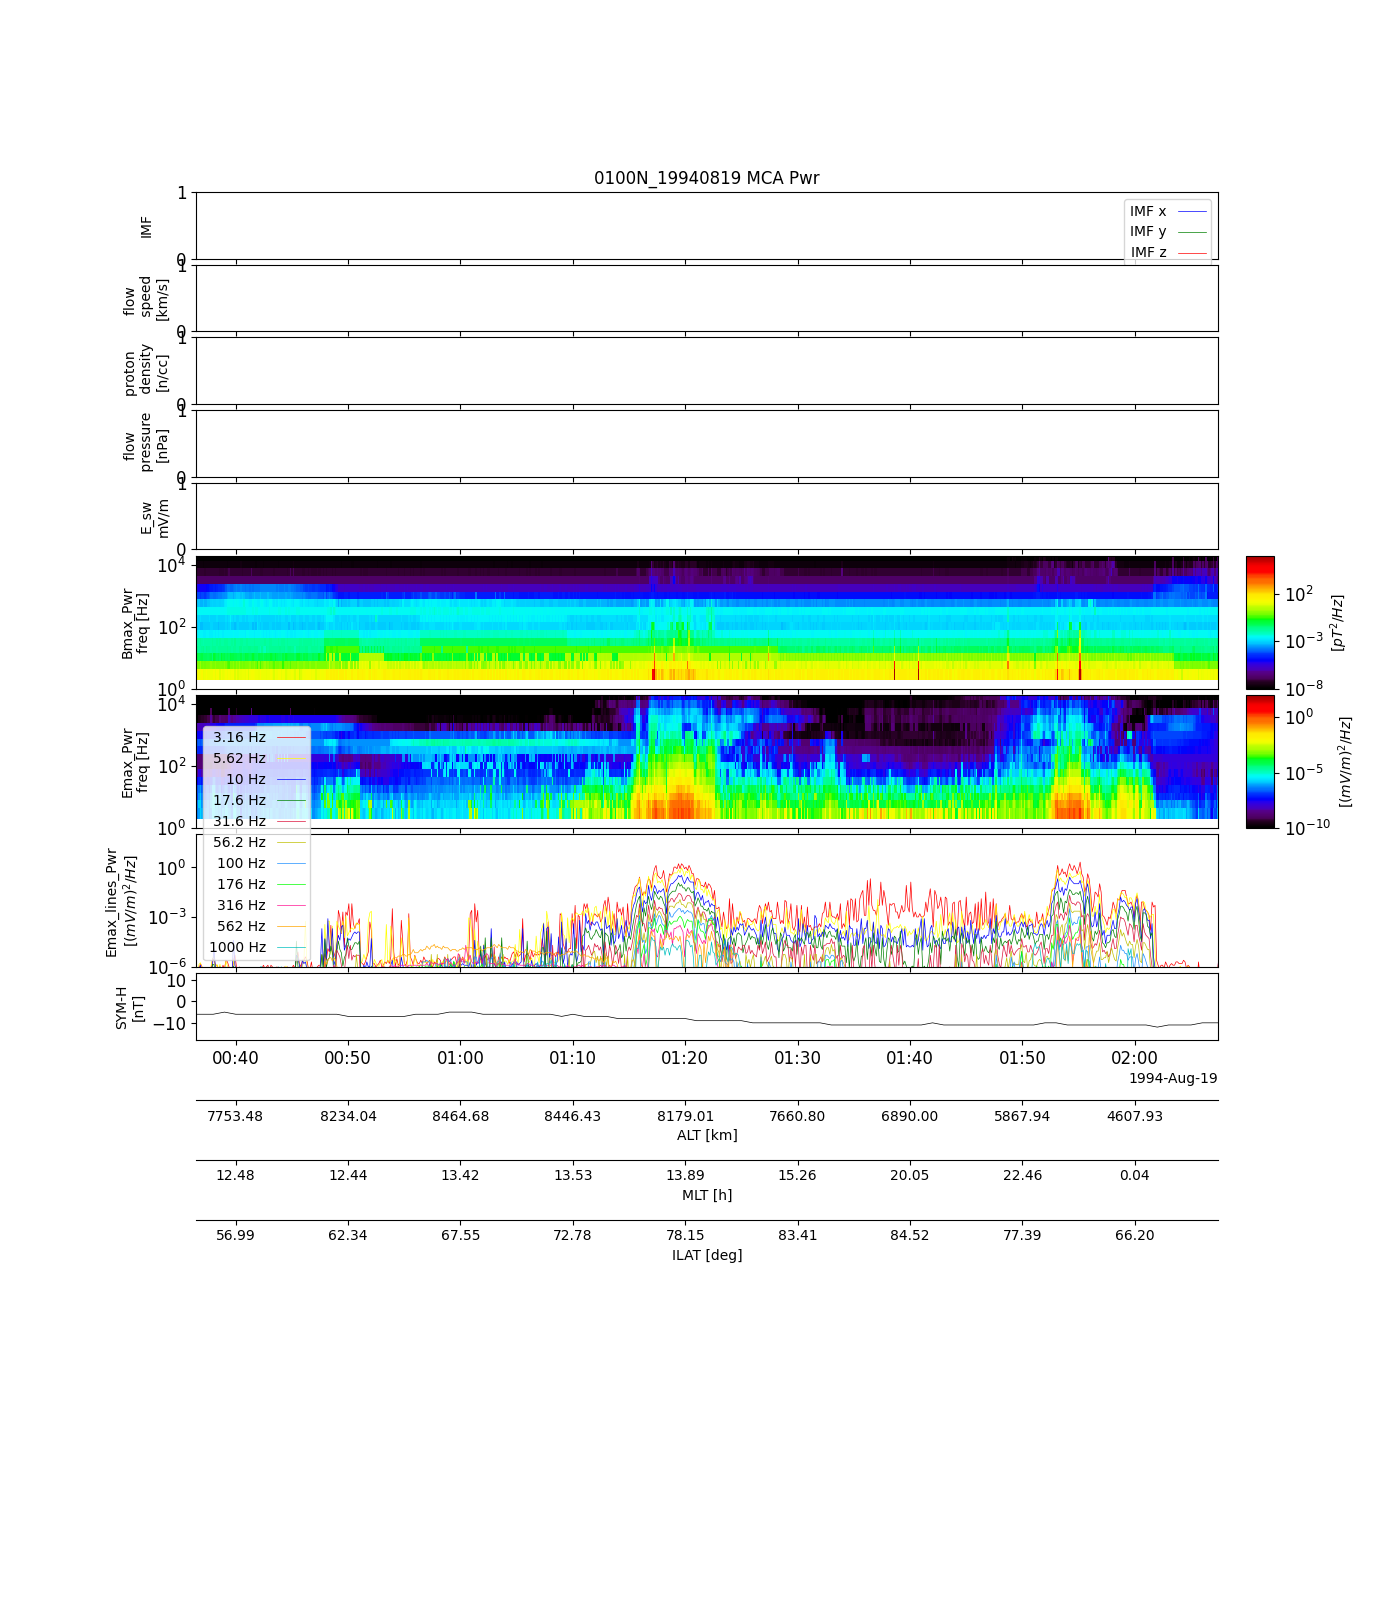 0100N_19940819 MCA Pwr
1
IMF
0
IMF x
IMF y
IMF z
1
flow
speed
[km/s]
0
1
proton
density
[n/cc]
0
1
flow
pressure
[nPa]
0
1
E_sw
mV/m
0
10^4
10^2
10^0
Bmax_Pwr
freq [Hz]
10^2
10^-3
10^-8
[pT^2/Hz]
10^4
10^2
10^0
Emax_Pwr
freq [Hz]
10^0
10^-5
10^-10
[(mV/m)^2/Hz]
3.16 Hz
5.62 Hz
10 Hz
17.6 Hz
31.6 Hz
56.2 Hz
100 Hz
176 Hz
316 Hz
562 Hz
1000 Hz
10^0
10^-3
10^-6
Emax_lines_Pwr
[(mV/m)^2/Hz]
10
0
−10
SYM-H
[nT]
00:40 00:50 01:00 01:10 01:20 01:30 01:40 01:50 02:00
1994-Aug-19
7753.48 8234.04 8464.68 8446.43 8179.01 7660.80 6890.00 5867.94 4607.93
ALT [km]
12.48 12.44 13.42 13.53 13.89 15.26 20.05 22.46 0.04
MLT [h]
56.99 62.34 67.55 72.78 78.15 83.41 84.52 77.39 66.20
ILAT [deg]